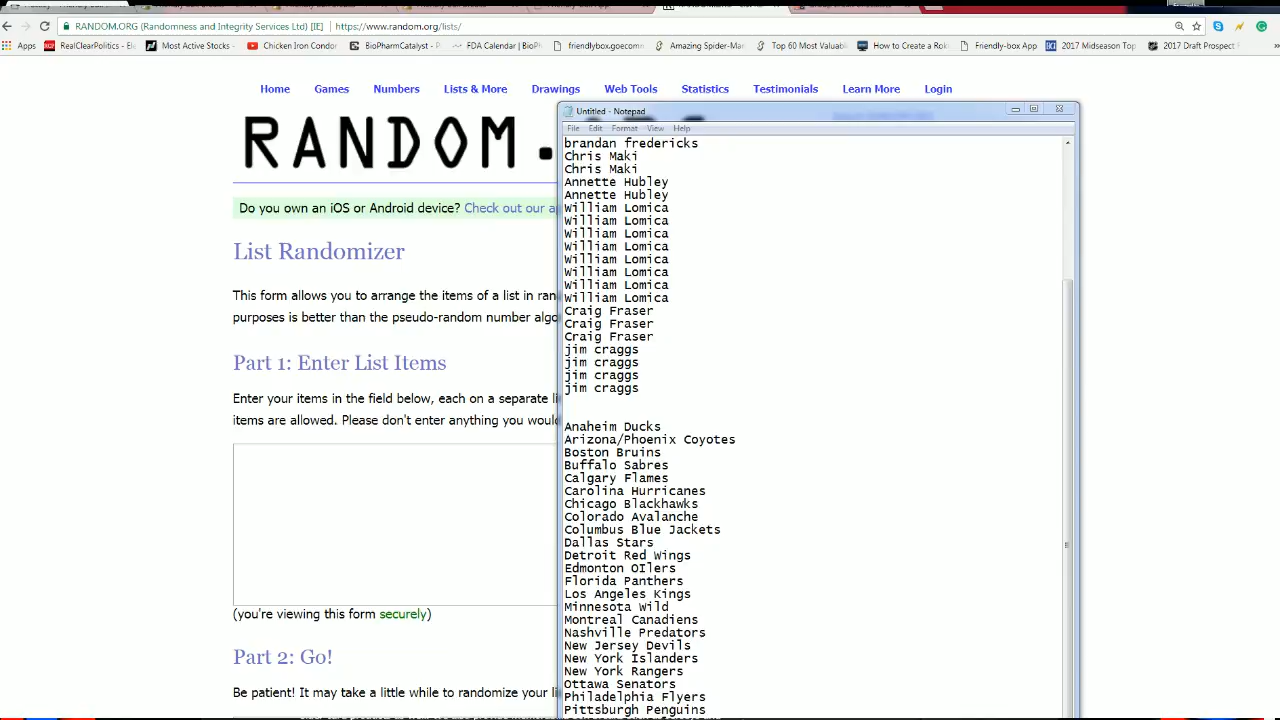 RANDOM.ORG (Randomness and Integrity Services Ltd) [IE] https://www.random.org/lists/
Apps RealClearPolitics - Ele Most Active Stocks - Chicken Iron Condor BioPharmCatalyst - FDA Calendar | BioPh friendlybox.goecomm Amazing Spider-Mar Top 60 Most Valuabl How to Create a Roki Friendly-box App 2017 Midseason Top 2017 Draft Prospect
Home Games Numbers Lists & More Drawings Web Tools Statistics Testimonials Learn More Login
RANDOM.
Do you own an iOS or Android device? Check out our ap
List Randomizer
This form allows you to arrange the items of a list in ran
purposes is better than the pseudo-random number algo
Part 1: Enter List Items
Enter your items in the field below, each on a separate li
items are allowed. Please don't enter anything you would
(you're viewing this form securely)
Part 2: Go!
Be patient! It may take a little while to randomize your li
Untitled - Notepad
File Edit Format View Help
brandan fredericks
Chris Maki
Chris Maki
Annette Hubley
Annette Hubley
William Lomica
William Lomica
William Lomica
William Lomica
William Lomica
William Lomica
William Lomica
William Lomica
Craig Fraser
Craig Fraser
Craig Fraser
jim craggs
jim craggs
jim craggs
jim craggs
Anaheim Ducks
Arizona/Phoenix Coyotes
Boston Bruins
Buffalo Sabres
Calgary Flames
Carolina Hurricanes
Chicago Blackhawks
Colorado Avalanche
Columbus Blue Jackets
Dallas Stars
Detroit Red Wings
Edmonton OIlers
Florida Panthers
Los Angeles Kings
Minnesota Wild
Montreal Canadiens
Nashville Predators
New Jersey Devils
New York Islanders
New York Rangers
Ottawa Senators
Philadelphia Flyers
Pittsburgh Penguins